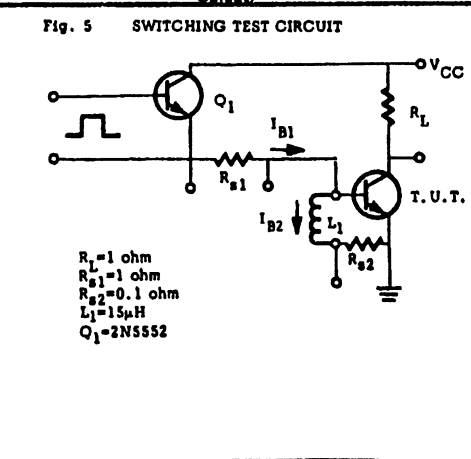 Fig. 5 SWITCHING TEST CIRCUIT
VCC
Q1
RL
IB1
Rs1
T.U.T.
IB2
L1
Rs2
RL=1 ohm
Rs1=1 ohm
Rs2=0.1 ohm
L1=15μH
Q1=2N5552